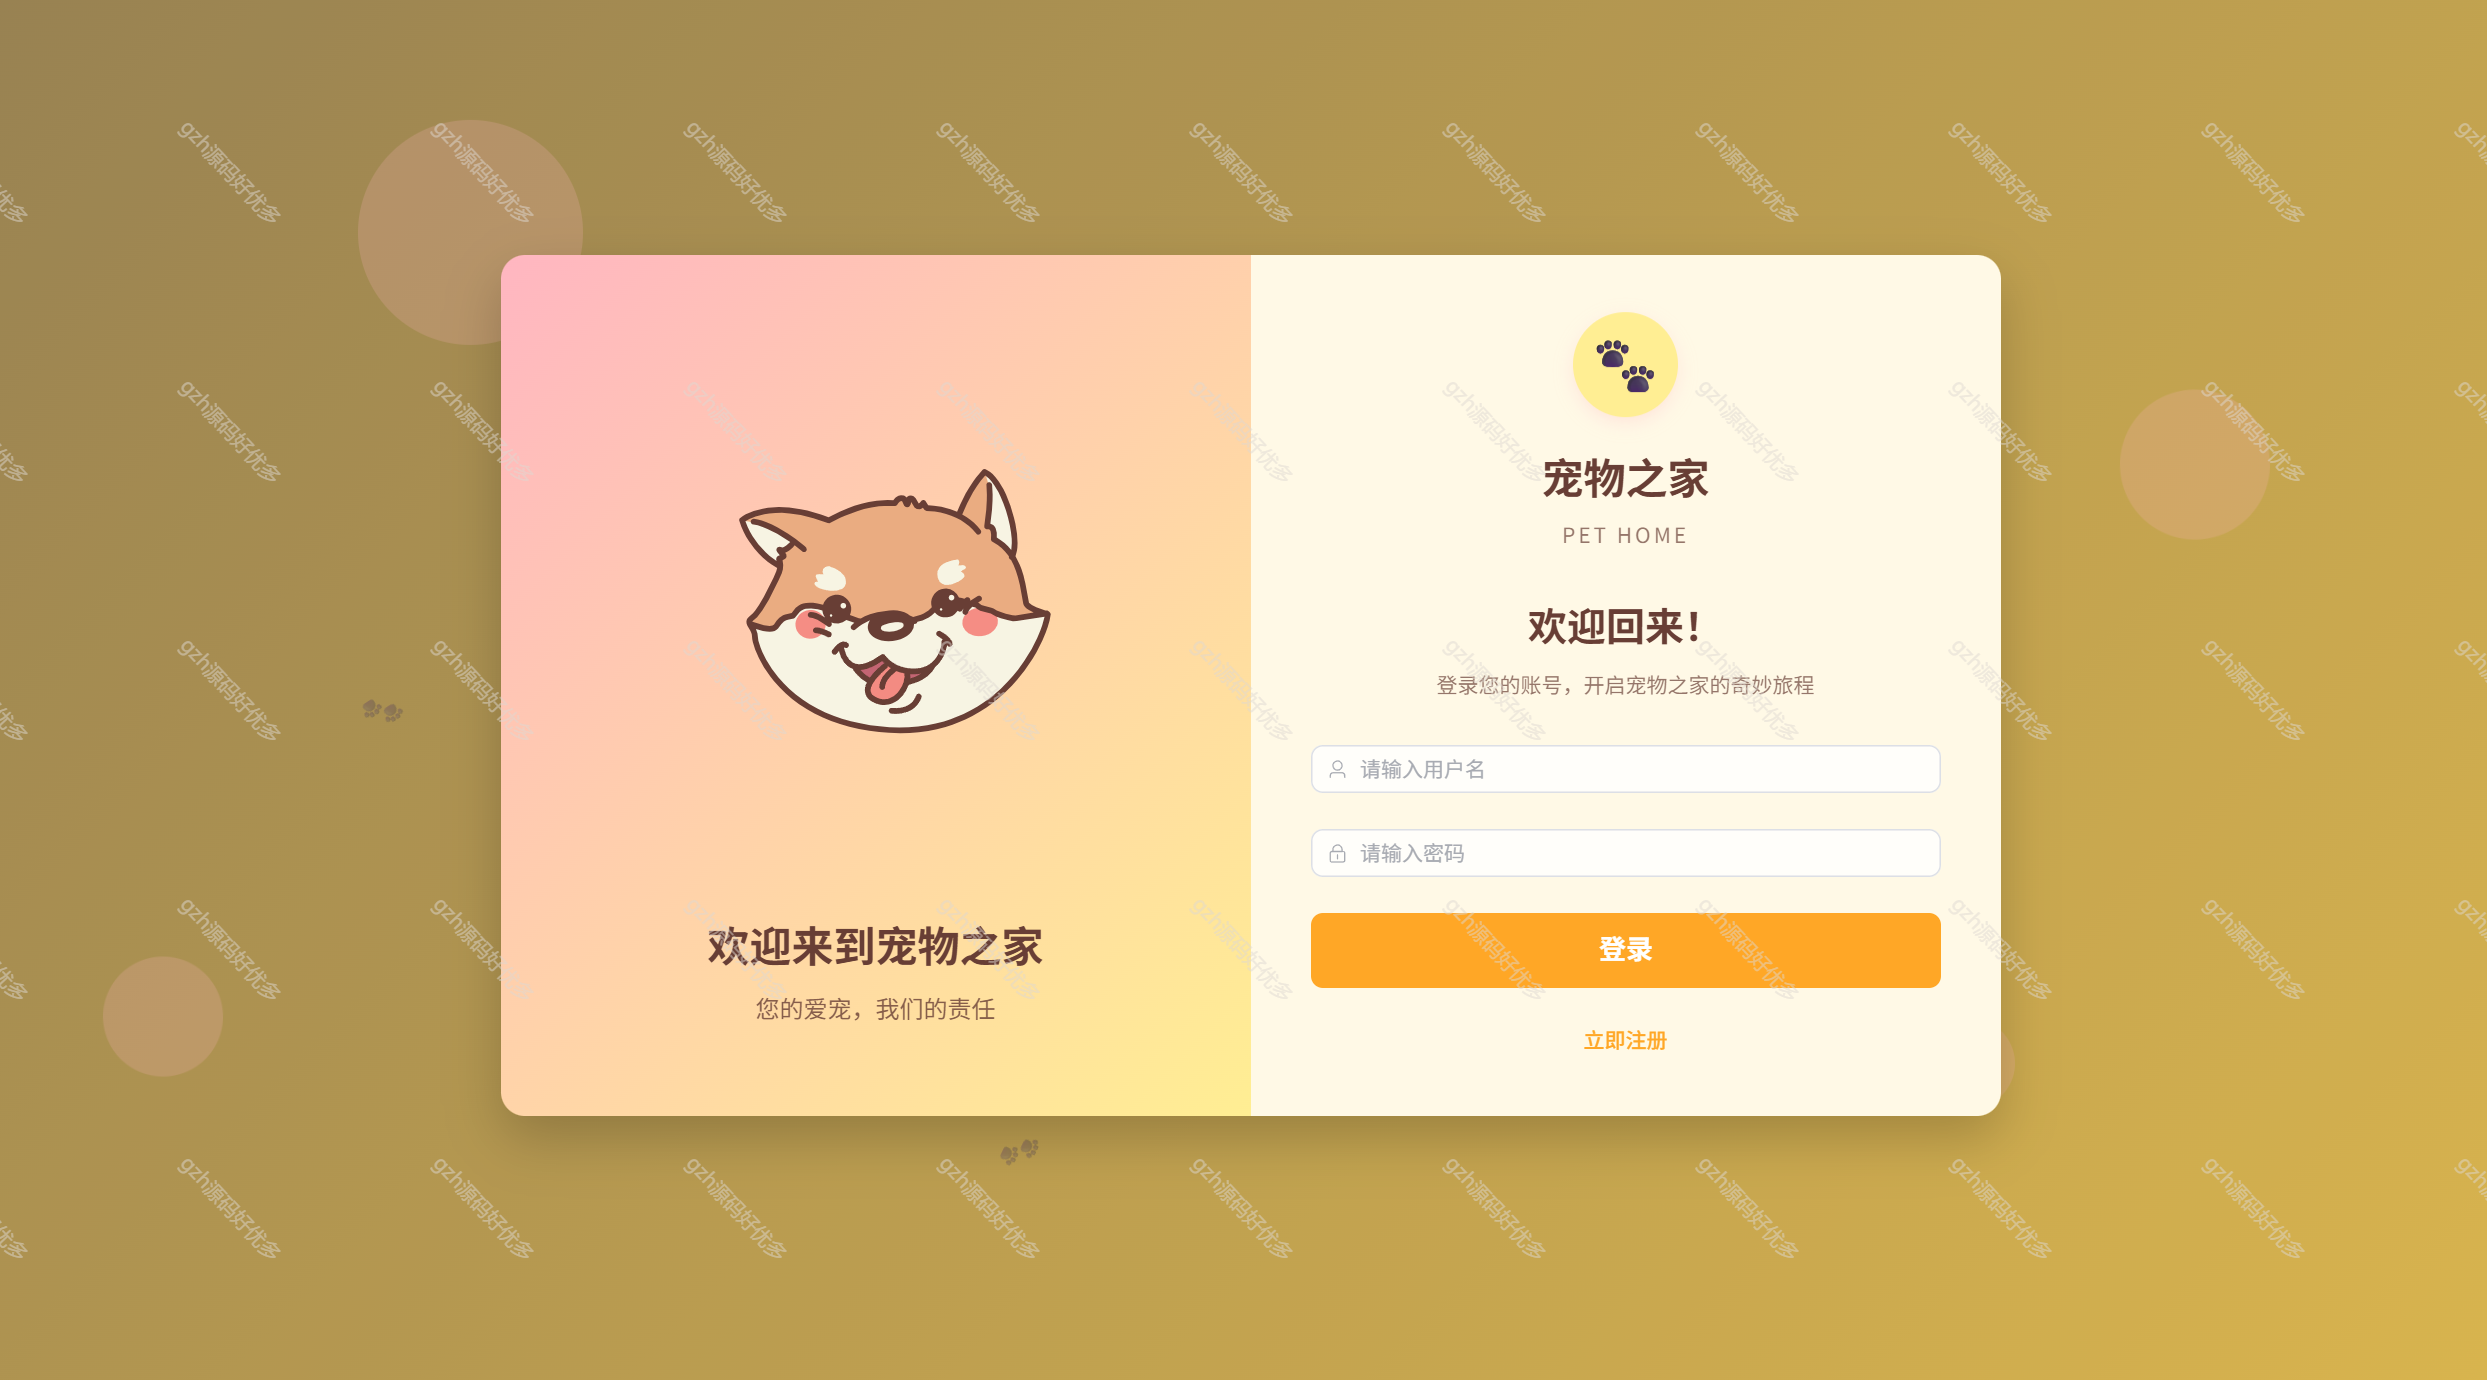 欢迎来到宠物之家
您的爱宠，我们的责任
宠物之家
PET HOME
欢迎回来！
登录您的账号，开启宠物之家的奇妙旅程
请输入用户名
请输入密码
登录
立即注册
gzh源码好优多